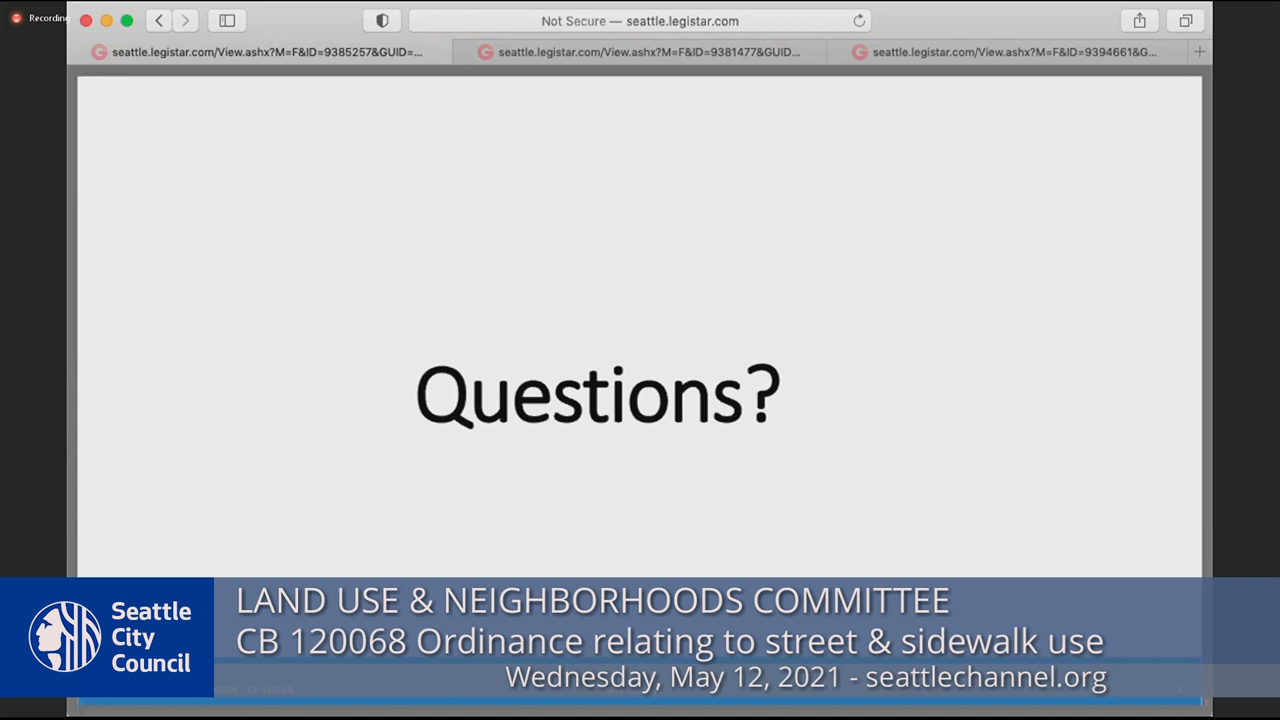 Recording
Not Secure — seattle.legistar.com
seattle.legistar.com/View.ashx?M=F&ID=9385257&GUID=...
seattle.legistar.com/View.ashx?M=F&ID=9381477&GUID...
seattle.legistar.com/View.ashx?M=F&ID=9394661&G...
Questions?
Seattle
City
Council
LAND USE & NEIGHBORHOODS COMMITTEE
CB 120068 Ordinance relating to street & sidewalk use
Wednesday, May 12, 2021 - seattlechannel.org